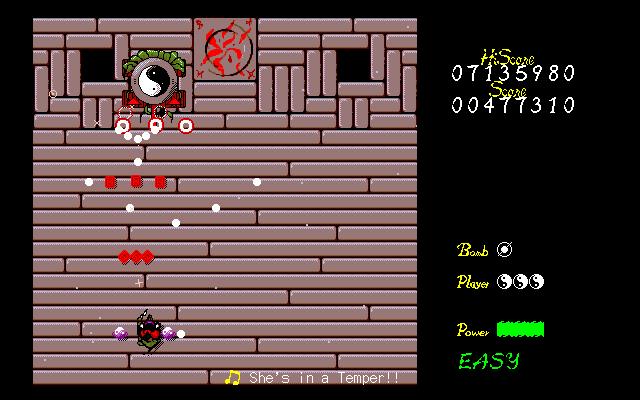 HiScore
07135980
Score
00477310
Bomb
Player
Power
EASY
♫ She's in a Temper!!